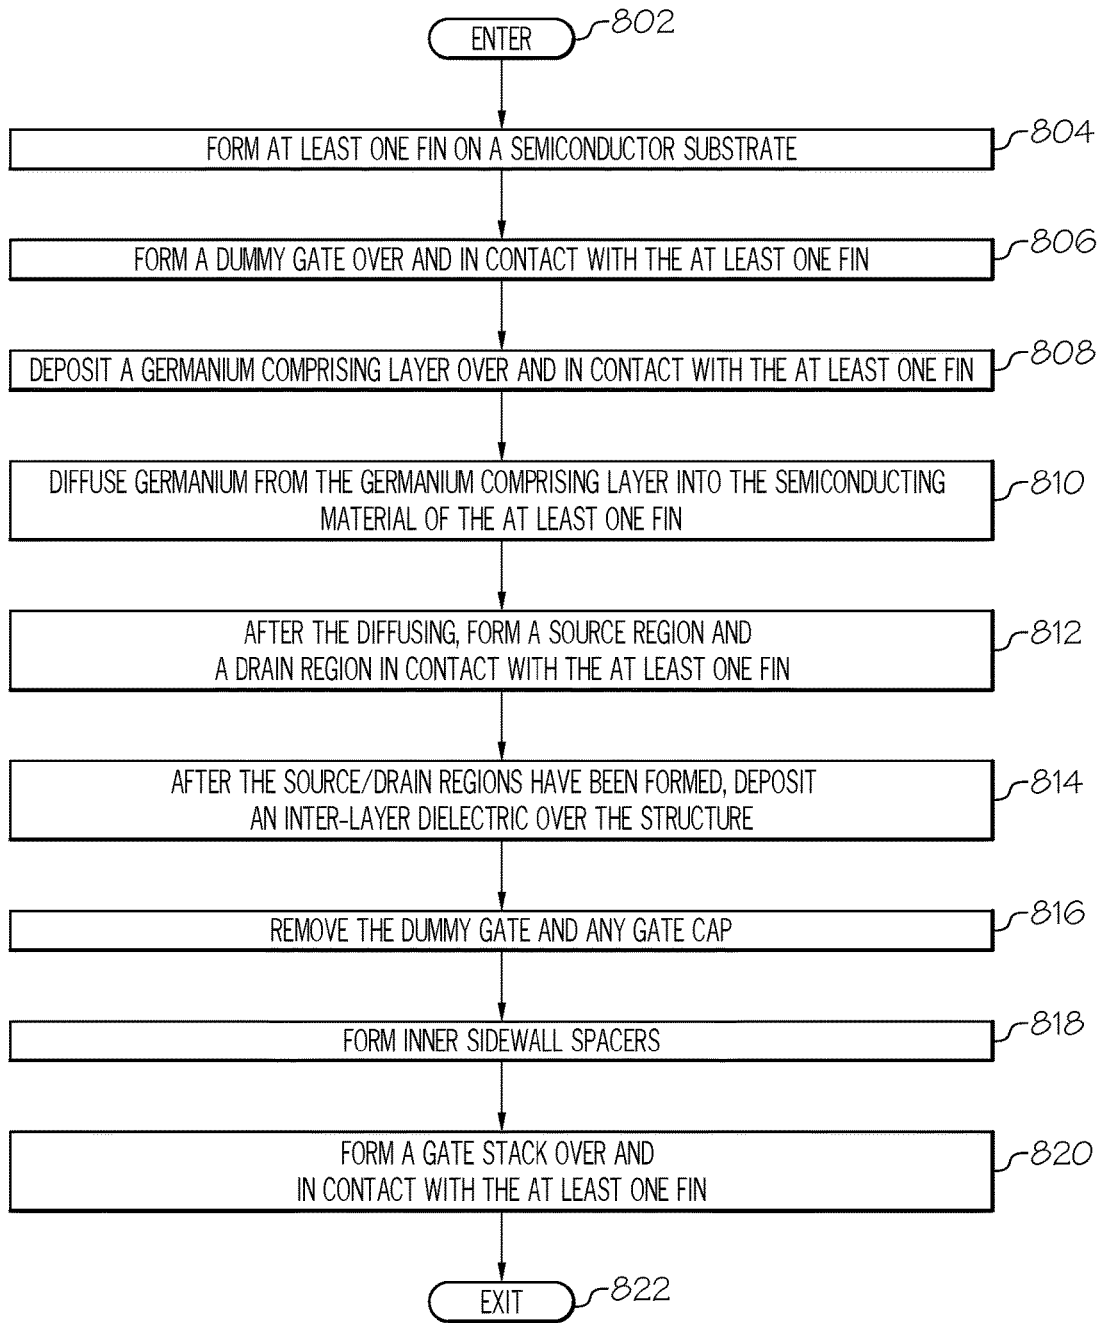 ENTER 802
FORM AT LEAST ONE FIN ON A SEMICONDUCTOR SUBSTRATE 804
FORM A DUMMY GATE OVER AND IN CONTACT WITH THE AT LEAST ONE FIN 806
DEPOSIT A GERMANIUM COMPRISING LAYER OVER AND IN CONTACT WITH THE AT LEAST ONE FIN 808
DIFFUSE GERMANIUM FROM THE GERMANIUM COMPRISING LAYER INTO THE SEMICONDUCTING 810
MATERIAL OF THE AT LEAST ONE FIN
AFTER THE DIFFUSING, FORM A SOURCE REGION AND 812
A DRAIN REGION IN CONTACT WITH THE AT LEAST ONE FIN
AFTER THE SOURCE/DRAIN REGIONS HAVE BEEN FORMED, DEPOSIT 814
AN INTER-LAYER DIELECTRIC OVER THE STRUCTURE
REMOVE THE DUMMY GATE AND ANY GATE CAP 816
FORM INNER SIDEWALL SPACERS 818
FORM A GATE STACK OVER AND 820
IN CONTACT WITH THE AT LEAST ONE FIN
EXIT 822